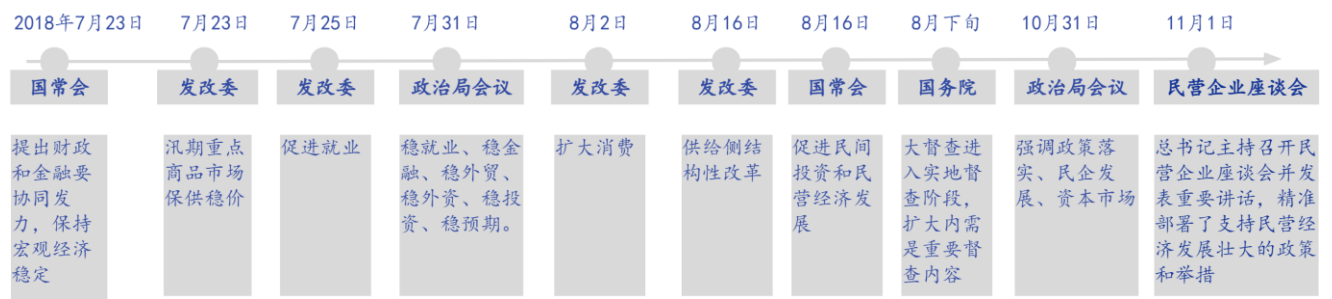 2018年7月23日
7月23日
7月25日
7月31日
8月2日
8月16日
8月16日
8月下旬
10月31日
11月1日
国常会
发改委
发改委
政治局会议
发改委
发改委
国常会
国务院
政治局会议
民营企业座谈会
提出财政
和金融要
协同发
力，保持
宏观经济
稳定
汛期重点
商品市场
保供稳价
促进就业
稳就业、稳金
融、稳外贸、
稳外资、稳投
资、稳预期。
扩大消费
供给侧结
构性改革
促进民间
投资和民
营经济发
展
大督查进
入实地督
查阶段，
扩大内需
是重要督
查内容
强调政策落
实、民企发
展、资本市场
总书记主持召开民
营企业座谈会并发
表重要讲话，精准
部署了支持民营经
济发展壮大的政策
和举措